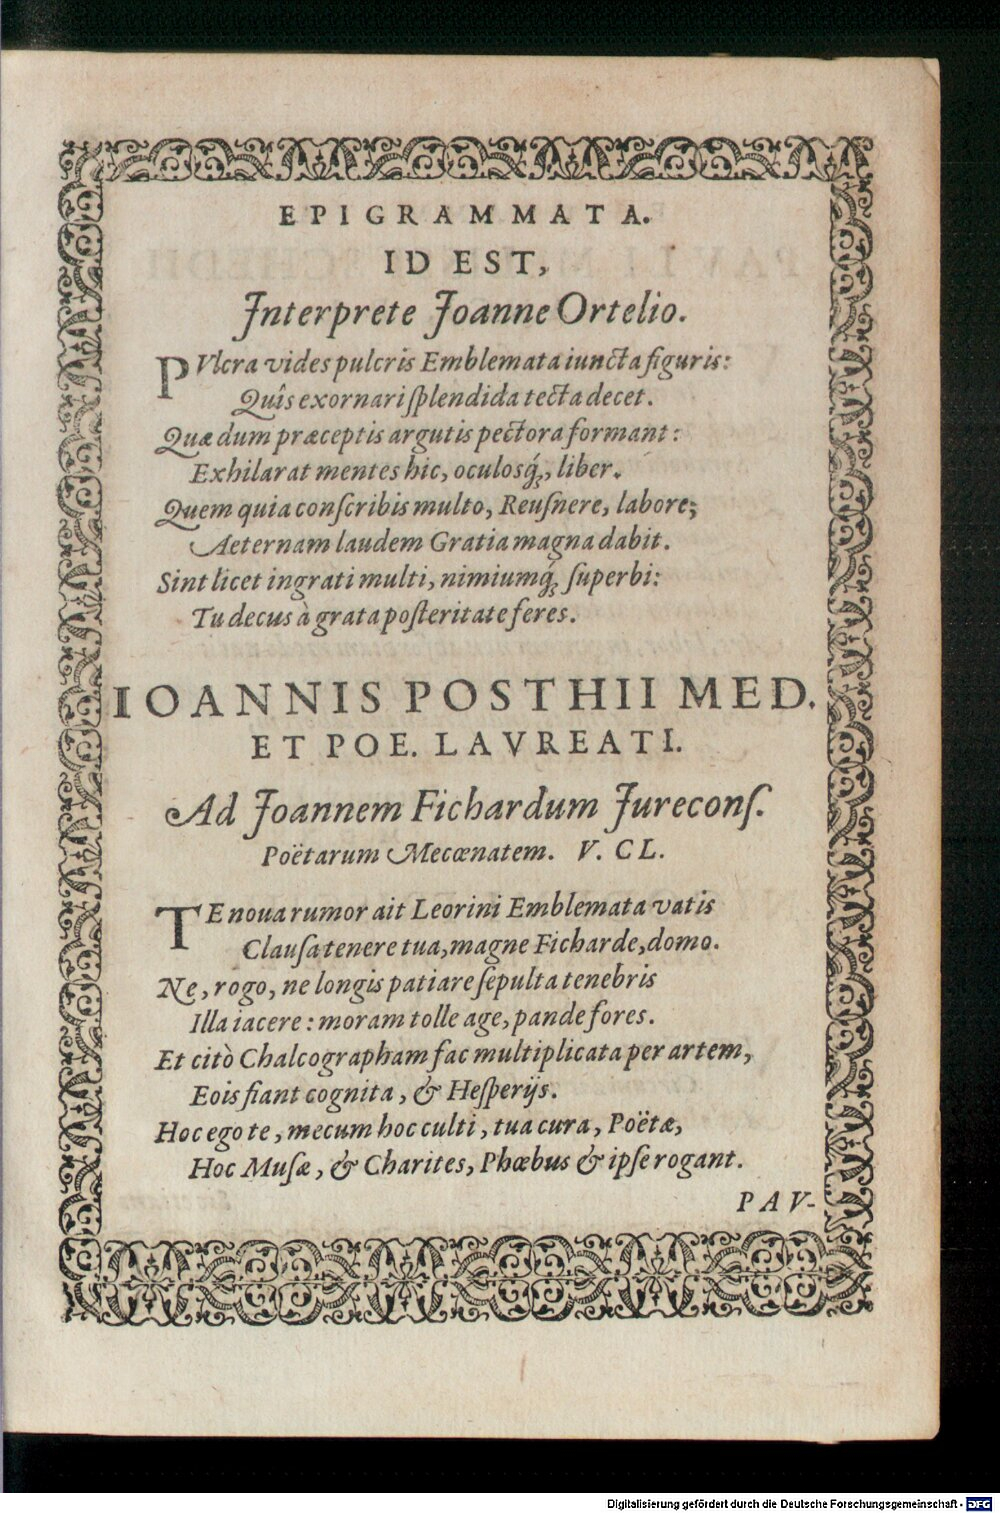 EPIGRAMMATA.
ID EST,
Interprete Joanne Ortelio.
PVlcra vides pulcris Emblemata iuncta figuris:
Quîs exornari ſplendida tecta decet.
Quæ dum præceptis argutis pectora formant:
Exhilarat mentes hic, oculosq́;, liber.
Quem quia conſcribis multo, Reuſnere, labore;
Aeternam laudem Gratia magna dabit.
Sint licet ingrati multi, nimiumq́; ſuperbi:
Tu decus à grata poſteritate feres.
IOANNIS POSTHII MED.
ET POE. LAVREATI.
Ad Joannem Fichardum Jureconſ.
Poëtarum Mecœnatem. V. CL.
TE noua rumor ait Leorini Emblemata vatis
Clauſa tenere tua, magne Ficharde, domo.
Ne, rogo, ne longis patiare ſepulta tenebris
Illa iacere: moram tolle age, pande fores.
Et citò Chalcographam fac multiplicata per artem,
Eois fiant cognita, & Heſperijs.
Hoc ego te, mecum hoc culti, tua cura, Poëtæ,
Hoc Muſæ, & Charites, Phœbus & ipſe rogant.
PAV-
Digitalisierung gefördert durch die Deutsche Forschungsgemeinschaft - DFG